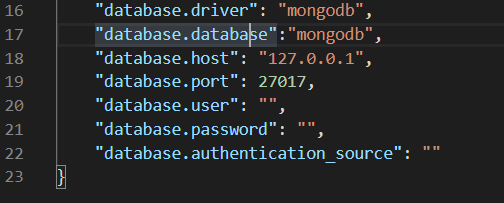 16 "database.driver": "mongodb",
17 "database.database":"mongodb",
18 "database.host": "127.0.0.1",
19 "database.port": 27017,
20 "database.user": "",
21 "database.password": "",
22 "database.authentication_source": ""
23 }